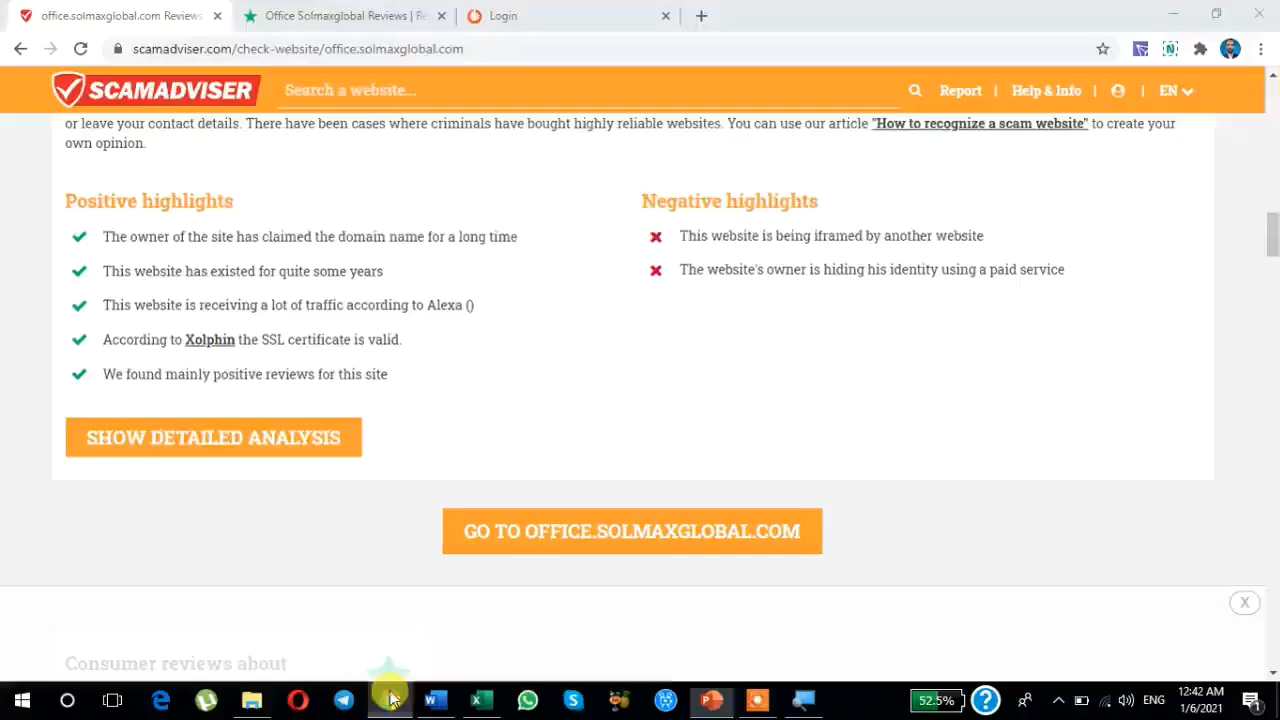 office.solmaxglobal.com Reviews
Office Solmaxglobal Reviews | Re
Login
scamadviser.com/check-website/office.solmaxglobal.com
SCAMADVISER
Search a website...
Report | Help & Info | | EN
or leave your contact details. There have been cases where criminals have bought highly reliable websites. You can use our article "How to recognize a scam website" to create your
own opinion.
Positive highlights
The owner of the site has claimed the domain name for a long time
This website has existed for quite some years
This website is receiving a lot of traffic according to Alexa ()
According to Xolphin the SSL certificate is valid.
We found mainly positive reviews for this site
Negative highlights
This website is being iframed by another website
The website's owner is hiding his identity using a paid service
SHOW DETAILED ANALYSIS
GO TO OFFICE.SOLMAXGLOBAL.COM
X
Consumer reviews about
52.5%
ENG
12:42 AM
1/6/2021
1